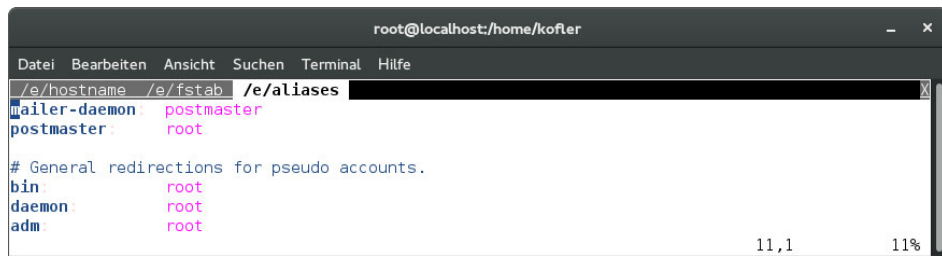 root@localhost:/home/kofler
Datei Bearbeiten Ansicht Suchen Terminal Hilfe
/e/hostname /e/fstab /e/aliases X
mailer-daemon: postmaster
postmaster: root
# General redirections for pseudo accounts.
bin: root
daemon: root
adm: root
11,1 11%